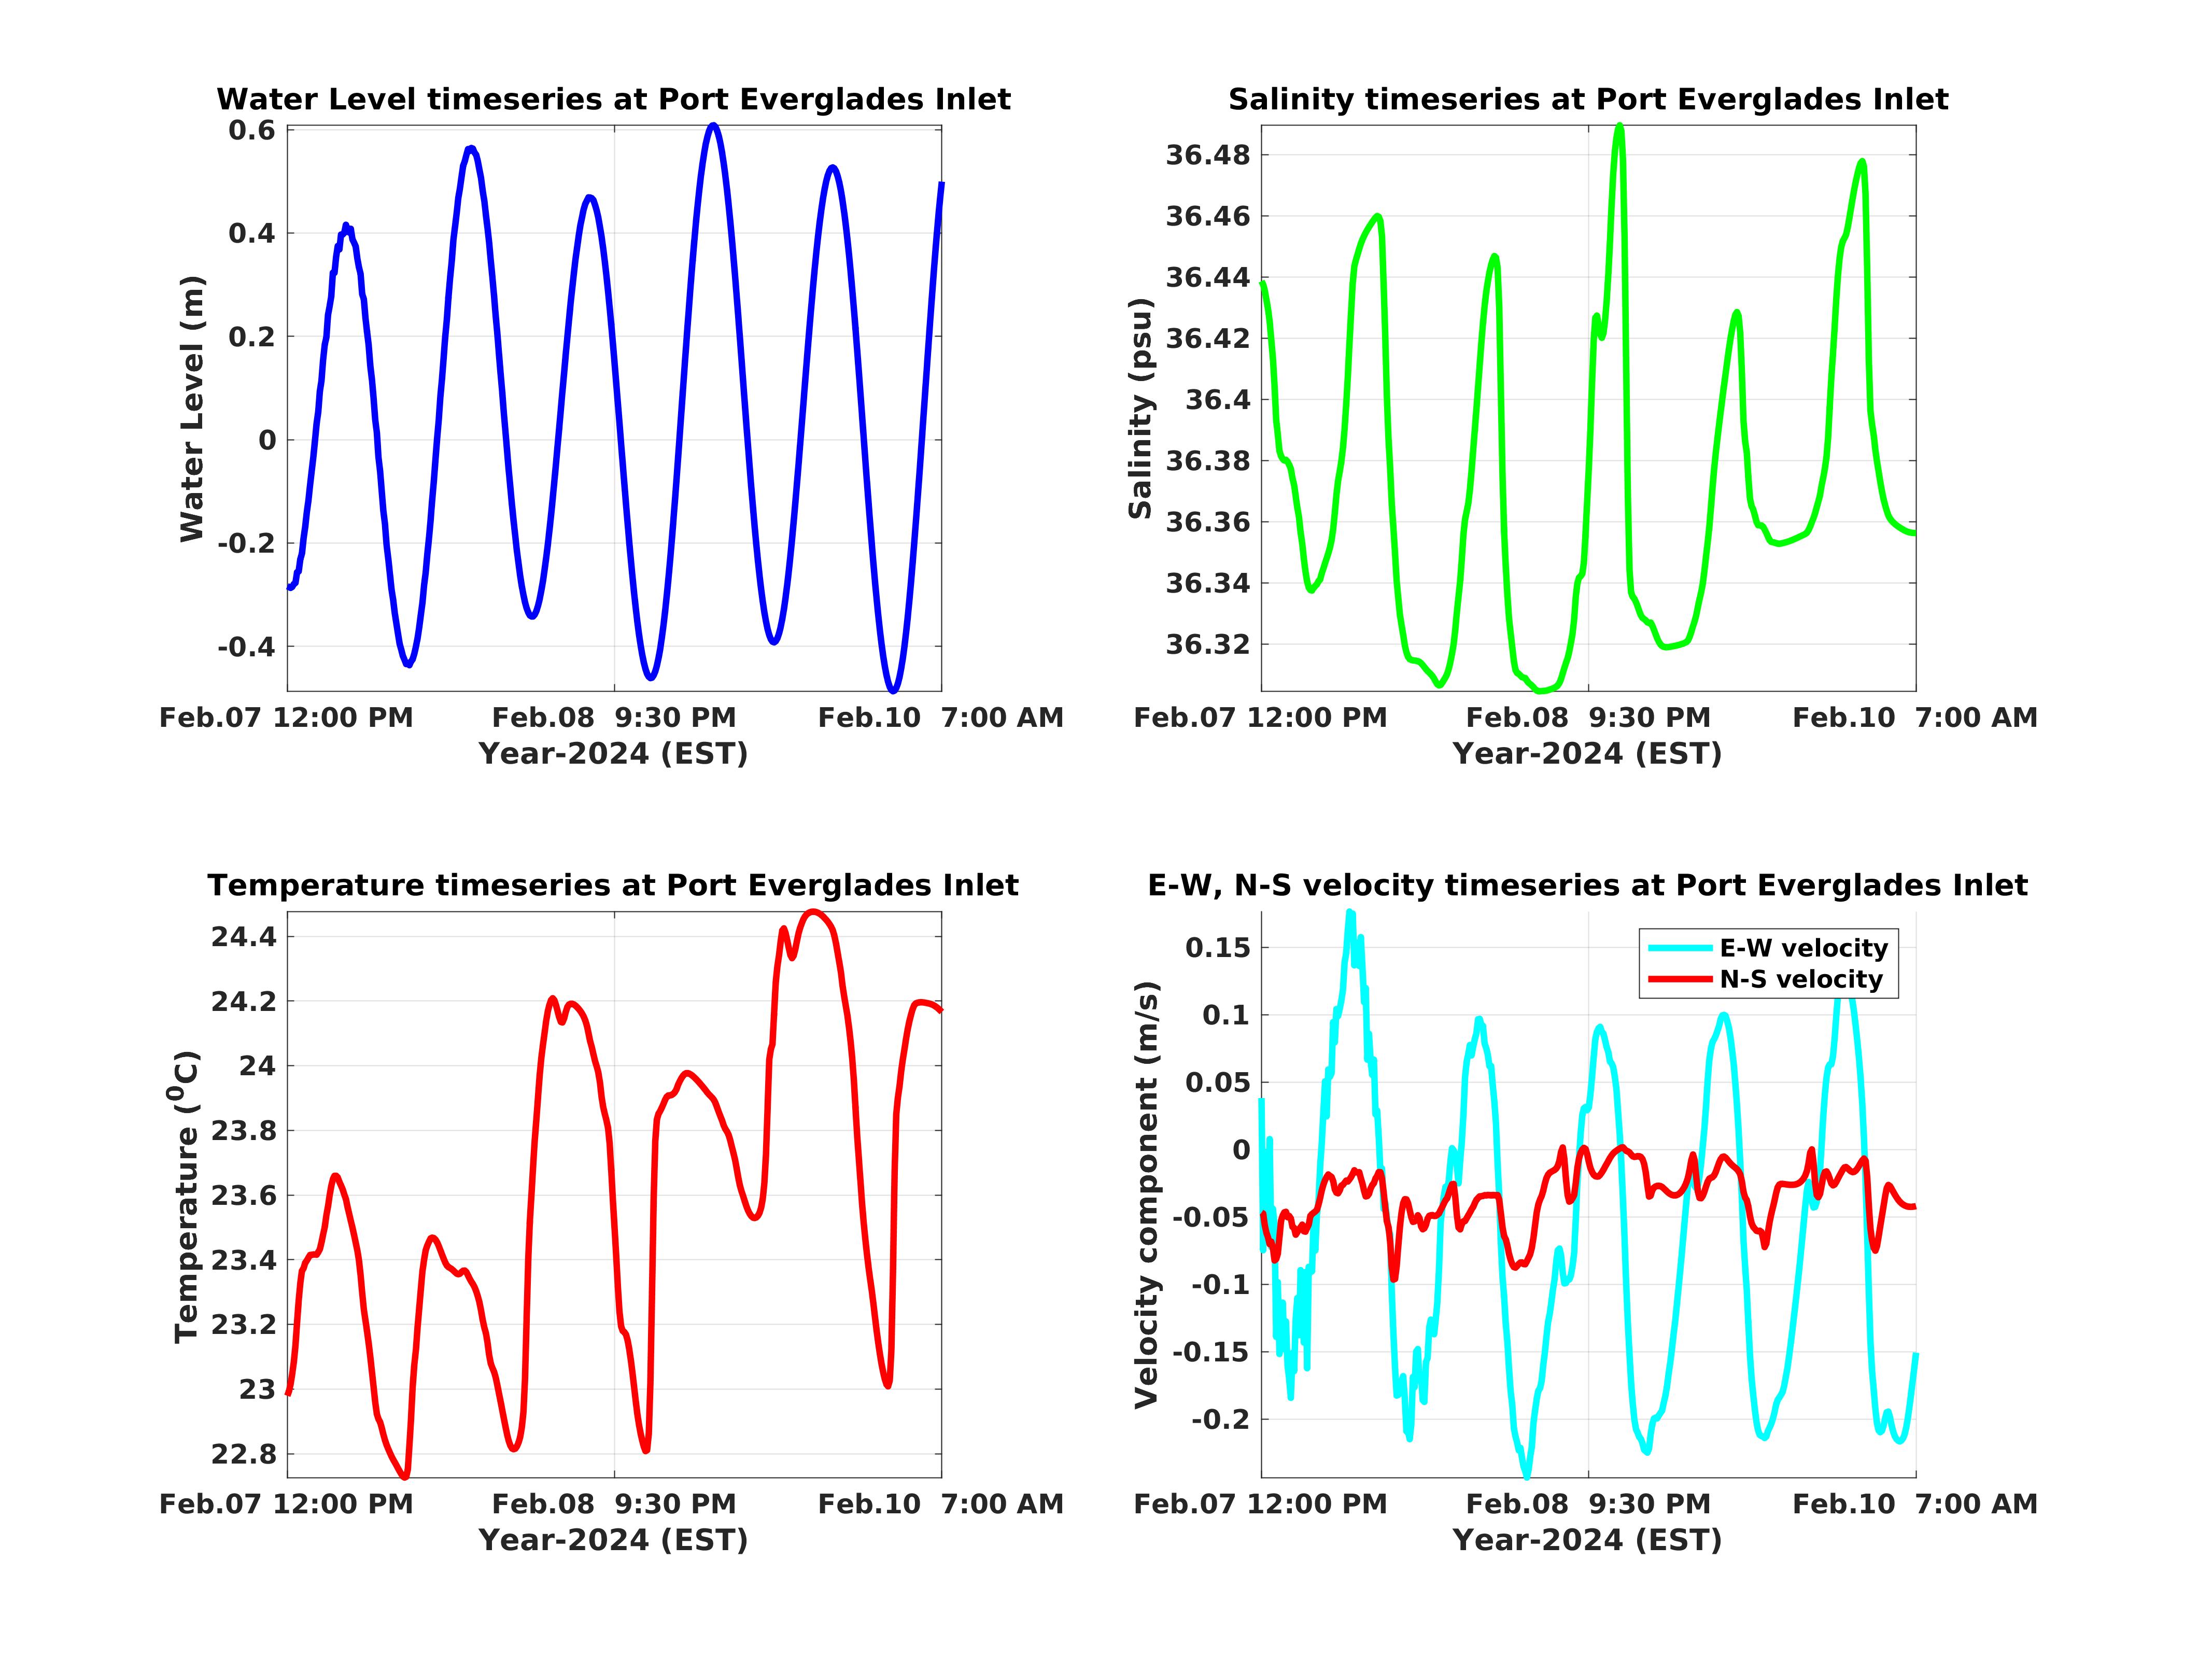 Water Level timeseries at Port Everglades Inlet
0.6
0.4
0.2
0
-0.2
-0.4
Water Level (m)
Feb.07 12:00 PM Feb.08 9:30 PM Feb.10 7:00 AM
Year-2024 (EST)
Salinity timeseries at Port Everglades Inlet
36.48
36.46
36.44
36.42
36.4
36.38
36.36
36.34
36.32
Salinity (psu)
Feb.07 12:00 PM Feb.08 9:30 PM Feb.10 7:00 AM
Year-2024 (EST)
Temperature timeseries at Port Everglades Inlet
24.4
24.2
24
23.8
23.6
23.4
23.2
23
22.8
Temperature (⁰C)
Feb.07 12:00 PM Feb.08 9:30 PM Feb.10 7:00 AM
Year-2024 (EST)
E-W, N-S velocity timeseries at Port Everglades Inlet
E-W velocity
N-S velocity
0.15
0.1
0.05
0
-0.05
-0.1
-0.15
-0.2
Velocity component (m/s)
Feb.07 12:00 PM Feb.08 9:30 PM Feb.10 7:00 AM
Year-2024 (EST)